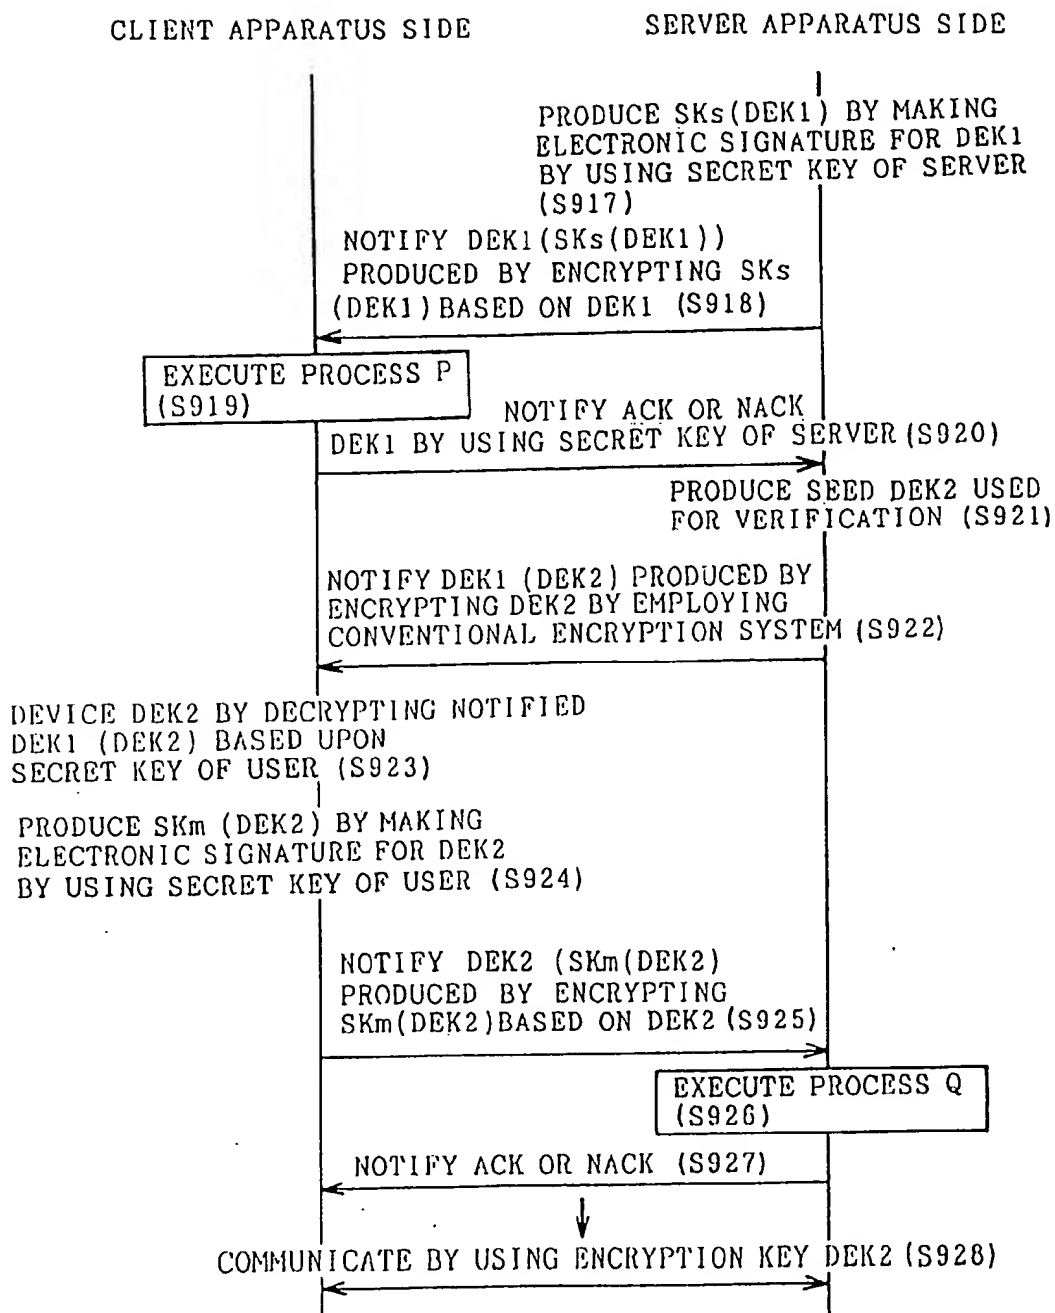 CLIENT APPARATUS SIDE
SERVER APPARATUS SIDE
PRODUCE SKs(DEK1) BY MAKING
ELECTRONIC SIGNATURE FOR DEK1
BY USING SECRET KEY OF SERVER
(S917)
NOTIFY DEK1(SKs(DEK1))
PRODUCED BY ENCRYPTING SKs
(DEK1) BASED ON DEK1 (S918)
EXECUTE PROCESS P
(S919)
NOTIFY ACK OR NACK
DEK1 BY USING SECRET KEY OF SERVER (S920)
PRODUCE SEED DEK2 USED
FOR VERIFICATION (S921)
NOTIFY DEK1 (DEK2) PRODUCED BY
ENCRYPTING DEK2 BY EMPLOYING
CONVENTIONAL ENCRYPTION SYSTEM (S922)
DEVICE DEK2 BY DECRYPTING NOTIFIED
DEK1 (DEK2) BASED UPON
SECRET KEY OF USER (S923)
PRODUCE SKm (DEK2) BY MAKING
ELECTRONIC SIGNATURE FOR DEK2
BY USING SECRET KEY OF USER (S924)
NOTIFY DEK2 (SKm(DEK2)
PRODUCED BY ENCRYPTING
SKm(DEK2)BASED ON DEK2 (S925)
EXECUTE PROCESS Q
(S926)
NOTIFY ACK OR NACK (S927)
COMMUNICATE BY USING ENCRYPTION KEY DEK2 (S928)